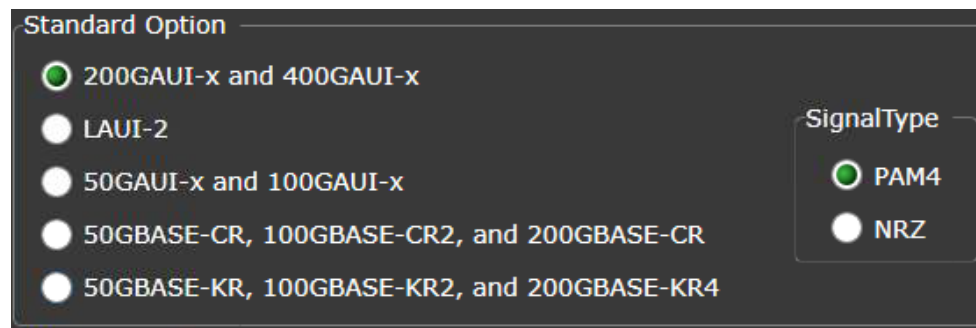 Standard Option
200GAUI-x and 400GAUI-x
LAUI-2
50GAUI-x and 100GAUI-x
50GBASE-CR, 100GBASE-CR2, and 200GBASE-CR
50GBASE-KR, 100GBASE-KR2, and 200GBASE-KR4
SignalType
PAM4
NRZ